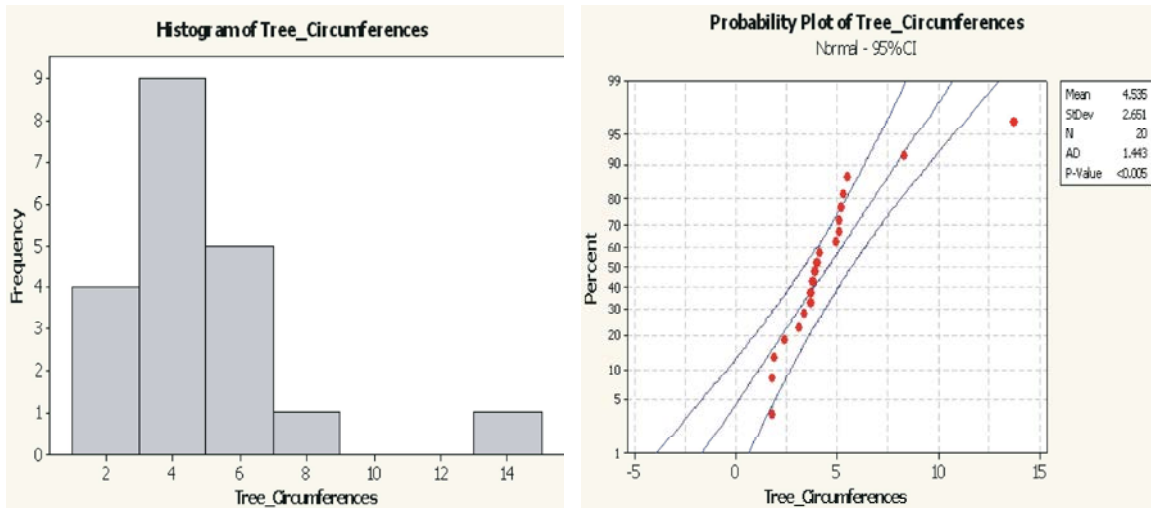 Histogram of Tree_Circumferences
Frequency
9
8
7
6
5
4
3
2
1
0
2 4 6 8 10 12 14
Tree_Circumferences
Probability Plot of Tree_Circumferences
Normal - 95% CI
Percent
99
95
90
80
70
60
50
40
30
20
10
5
1
-5 0 5 10 15
Tree_Circumferences
Mean 4.535
StDev 2.651
N 20
AD 1.443
P-Value <0.005